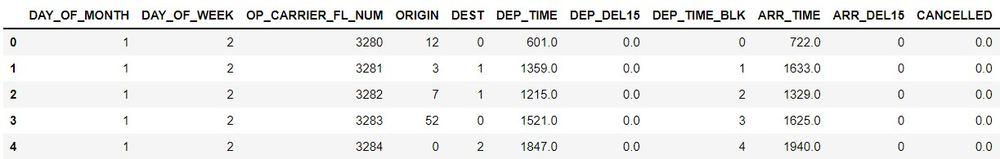 DAY_OF_MONTH DAY_OF_WEEK OP_CARRIER_FL_NUM ORIGIN DEST DEP_TIME DEP_DEL15 DEP_TIME_BLK ARR_TIME ARR_DEL15 CANCELLED
0 1 2 3280 12 0 601.0 0.0 0 722.0 0 0.0
1 1 2 3281 3 1 1359.0 0.0 1 1633.0 0 0.0
2 1 2 3282 7 1 1215.0 0.0 2 1329.0 0 0.0
3 1 2 3283 52 0 1521.0 0.0 3 1625.0 0 0.0
4 1 2 3284 0 2 1847.0 0.0 4 1940.0 0 0.0